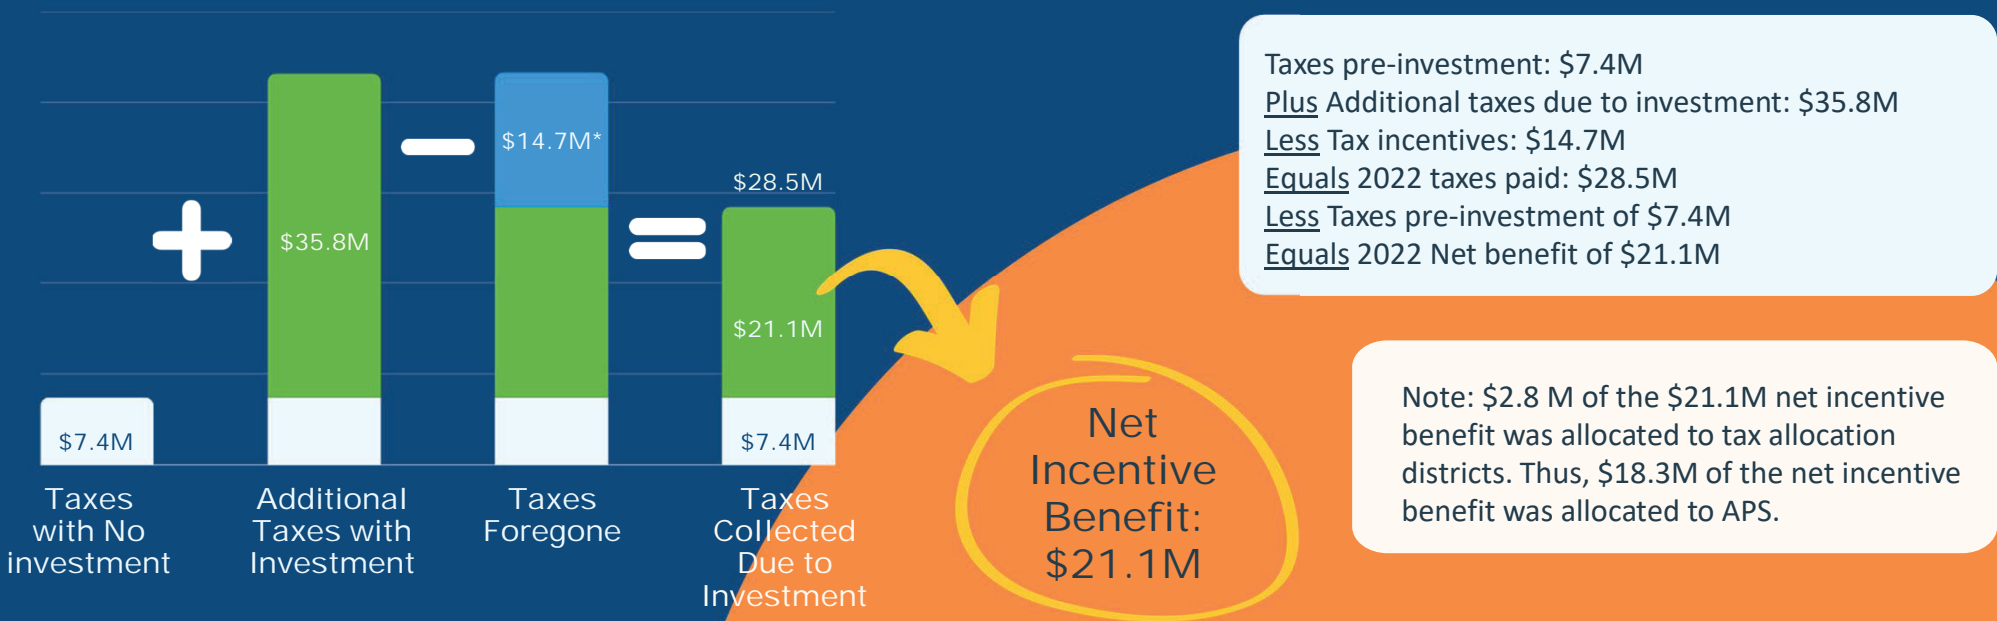 $7.4M
$35.8M
$14.7M*
$28.5M
$21.1M
$7.4M
Taxes
with No
investment
Additional
Taxes with
Investment
Taxes
Foregone
Taxes
Collected
Due to
Investment
Net
Incentive
Benefit:
$21.1M
Taxes pre-investment: $7.4M
Plus Additional taxes due to investment: $35.8M
Less Tax incentives: $14.7M
Equals 2022 taxes paid: $28.5M
Less Taxes pre-investment of $7.4M
Equals 2022 Net benefit of $21.1M
Note: $2.8 M of the $21.1M net incentive
benefit was allocated to tax allocation
districts. Thus, $18.3M of the net incentive
benefit was allocated to APS.